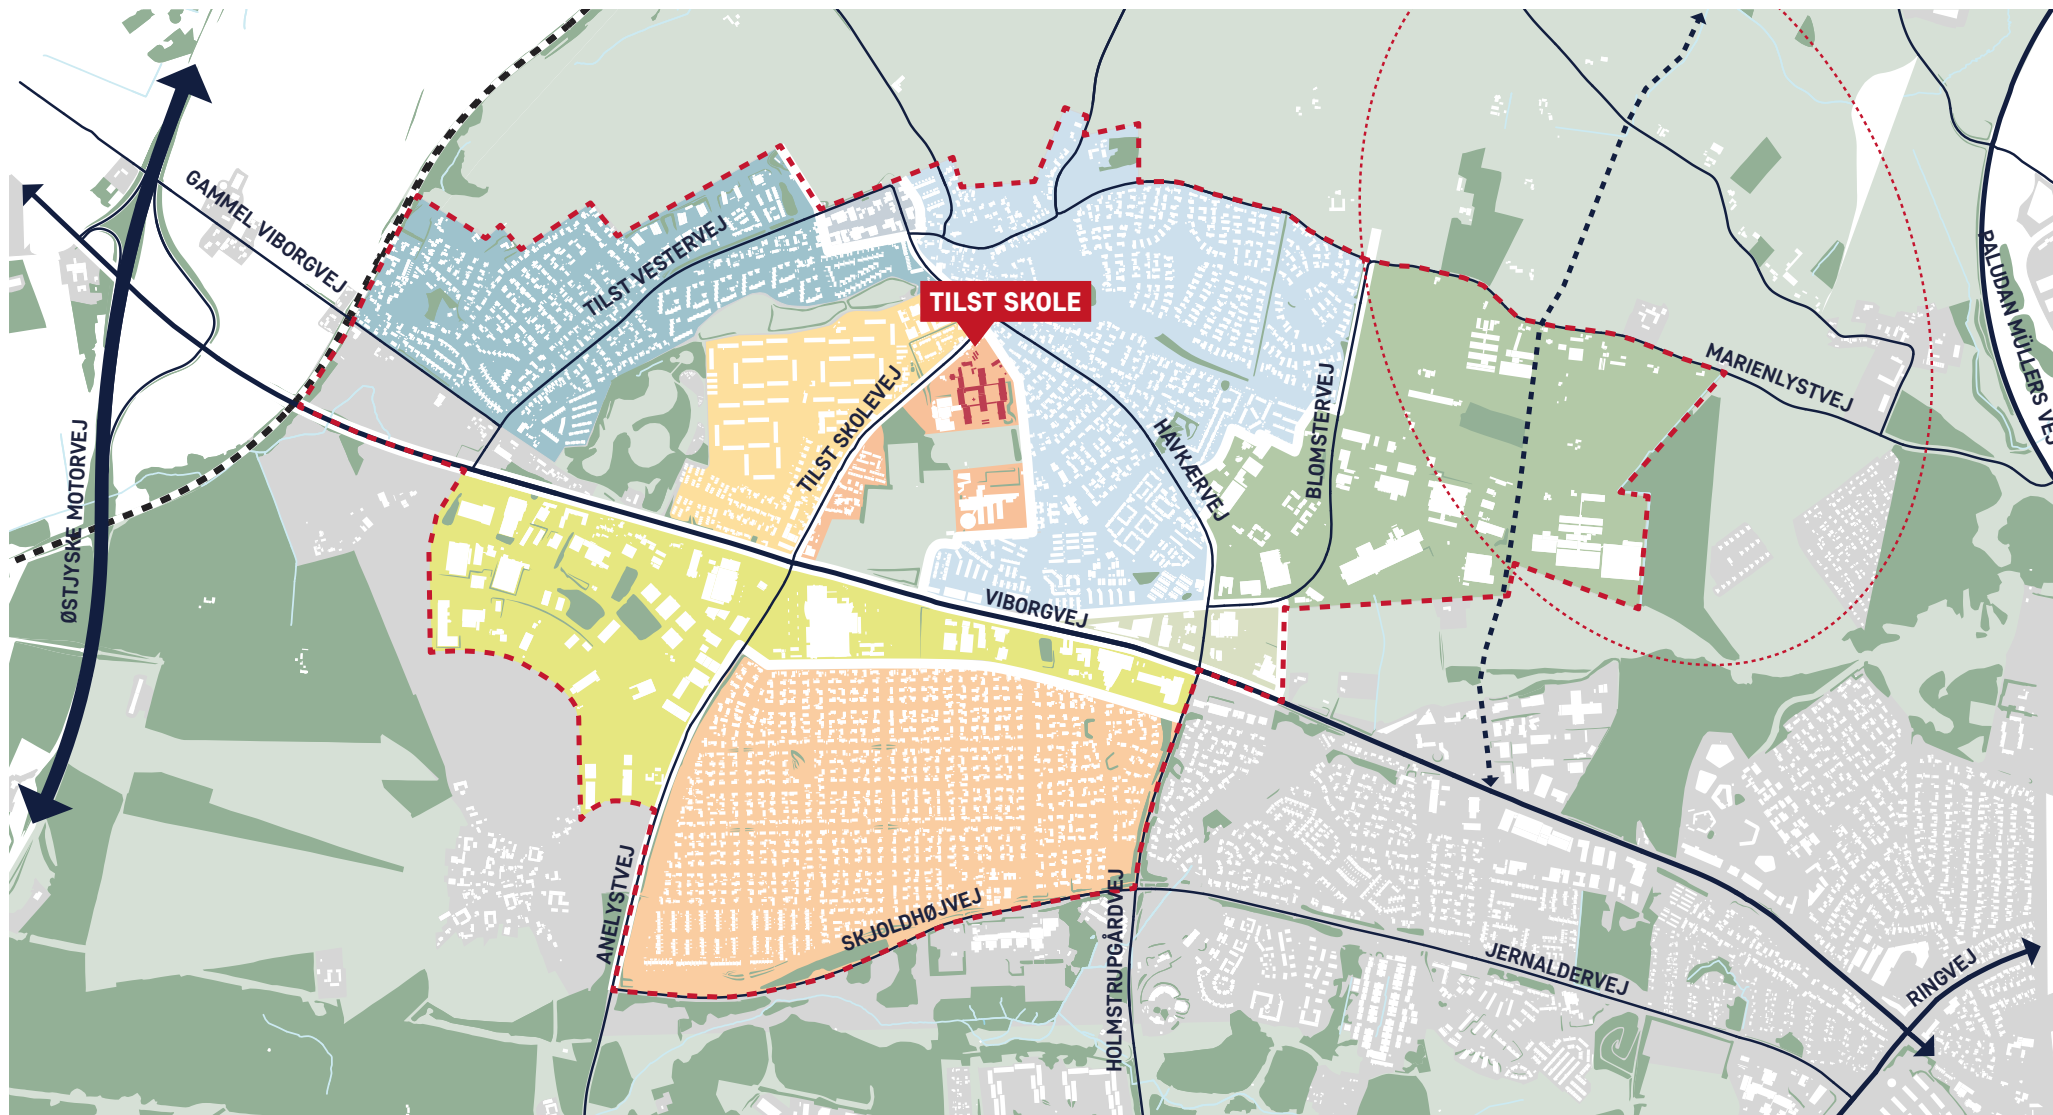 GAMMEL VIBORGVEJ
TILST VESTERVEJ
TILST SKOLE
PALUDAN MÜLLERS VEJ
MARIENLYSTVEJ
TILST SKOLEVEJ
HAVKÆRVEJ
BLOMSTERVEJ
ØSTJYSKE MOTORVEJ
VIBORGVEJ
ANELYSTVEJ
SKJOLDHØJVEJ
HOLMSTRUPGÅRDVEJ
JERNALDERVEJ
RINGVEJ